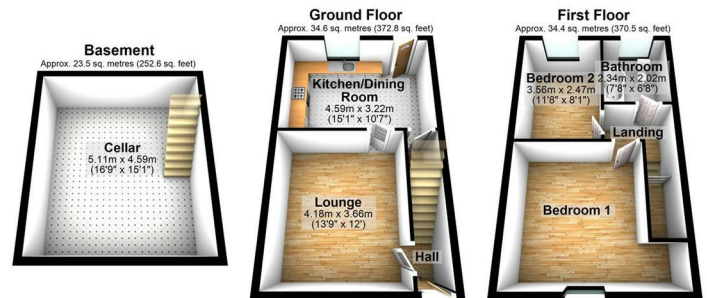 Basement
Approx. 23.5 sq. metres (252.6 sq. feet)
Cellar
5.11m x 4.59m
(16'9" x 15'1")
Ground Floor
Approx. 34.6 sq. metres (372.8 sq. feet)
Kitchen/Dining
Room
4.59m x 3.22m
(15'1" x 10'7")
Lounge
4.18m x 3.66m
(13'9" x 12')
Hall
First Floor
Approx. 34.4 sq. metres (370.5 sq. feet)
Bedroom 2
3.56m x 2.47m
(11'8" x 8'1")
Bathroom
2.34m x 2.02m
(7'8" x 6'8")
Landing
Bedroom 1